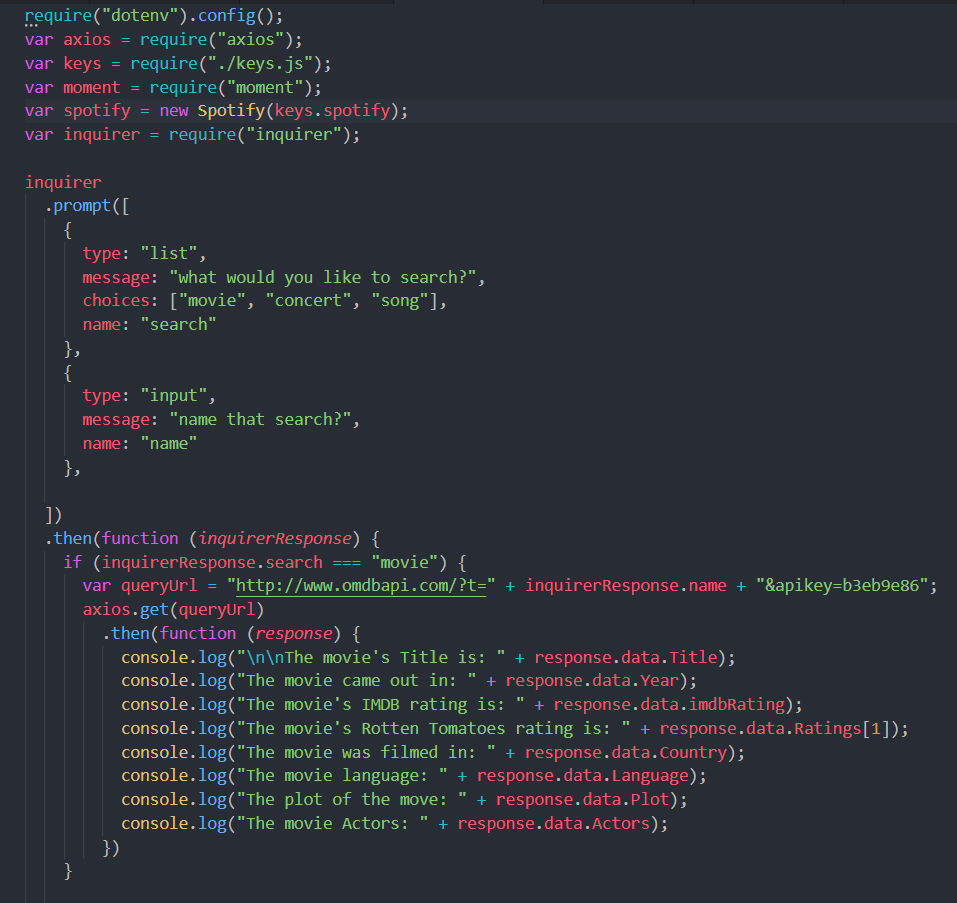 require("dotenv").config();
var axios = require("axios");
var keys = require("./keys.js");
var moment = require("moment");
var spotify = new Spotify(keys.spotify);
var inquirer = require("inquirer");

inquirer
  .prompt([
    {
      type: "list",
      message: "what would you like to search?",
      choices: ["movie", "concert", "song"],
      name: "search"
    },
    {
      type: "input",
      message: "name that search?",
      name: "name"
    },

  ])
  .then(function (inquirerResponse) {
    if (inquirerResponse.search === "movie") {
      var queryUrl = "http://www.omdbapi.com/?t=" + inquirerResponse.name + "&apikey=b3eb9e86";
      axios.get(queryUrl)
        .then(function (response) {
          console.log("\n\nThe movie's Title is: " + response.data.Title);
          console.log("The movie came out in: " + response.data.Year);
          console.log("The movie's IMDB rating is: " + response.data.imdbRating);
          console.log("The movie's Rotten Tomatoes rating is: " + response.data.Ratings[1]);
          console.log("The movie was filmed in: " + response.data.Country);
          console.log("The movie language: " + response.data.Language);
          console.log("The plot of the move: " + response.data.Plot);
          console.log("The movie Actors: " + response.data.Actors);
        })
    }